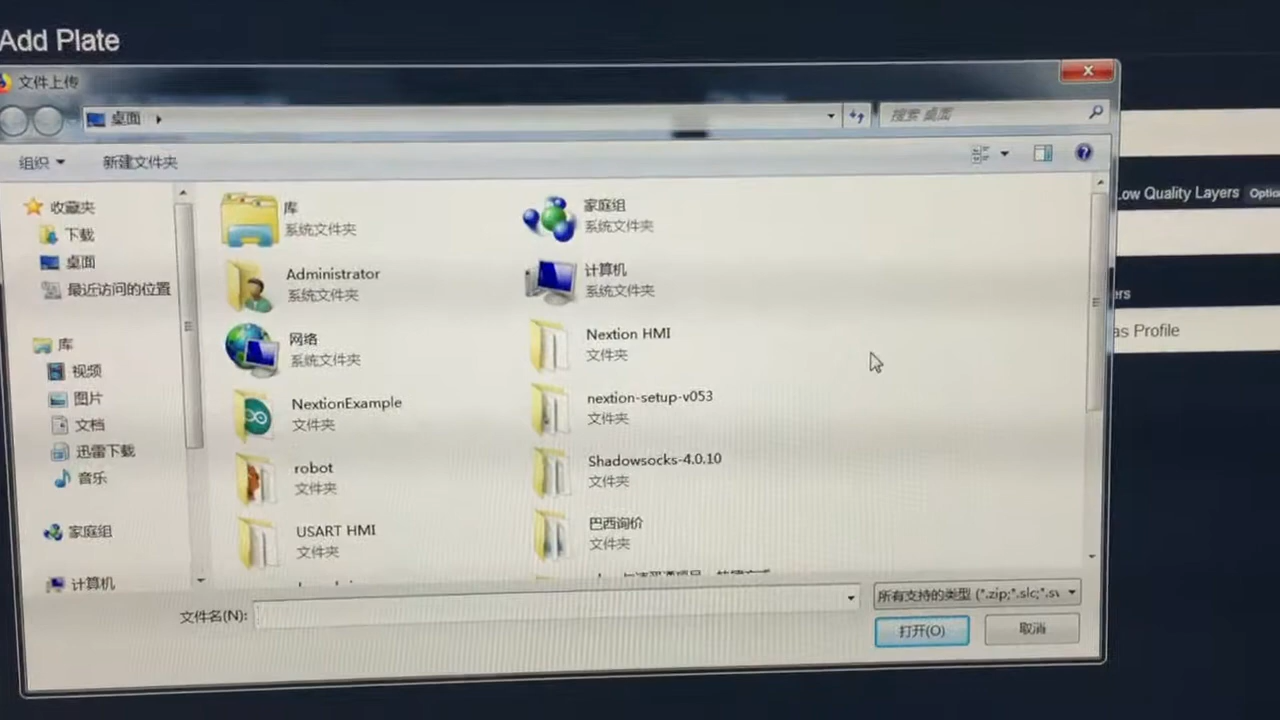 Add Plate
文件上传
桌面
搜索 桌面
组织
新建文件夹
收藏夹
下载
桌面
最近访问的位置
库
视频
图片
文档
迅雷下载
音乐
家庭组
计算机
库
系统文件夹
家庭组
系统文件夹
Administrator
系统文件夹
计算机
系统文件夹
网络
系统文件夹
Nextion HMI
文件夹
NextionExample
文件夹
nextion-setup-v053
文件夹
robot
文件夹
Shadowsocks-4.0.10
文件夹
USART HMI
文件夹
巴西询价
文件夹
文件名(N):
所有支持的类型 (*.zip;*.slc;*.sv
打开(O)
取消
Low Quality Layers
Optio
ers
as Profile